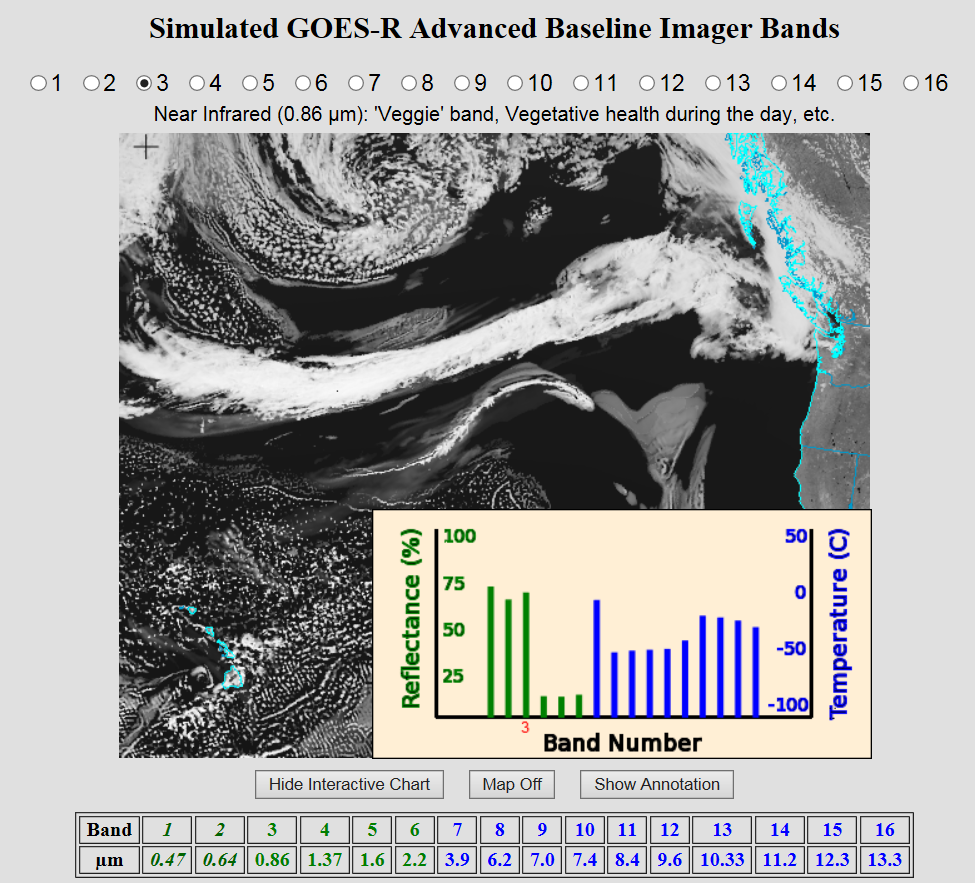 Simulated GOES-R Advanced Baseline Imager Bands
1 2 3 4 5 6 7 8 9 10 11 12 13 14 15 16
Near Infrared (0.86 µm): 'Veggie' band, Vegetative health during the day, etc.
Reflectance (%)
100
75
50
25
50
0
-50
-100
Temperature (C)
3
Band Number
Hide Interactive Chart Map Off Show Annotation
Band 1 2 3 4 5 6 7 8 9 10 11 12 13 14 15 16
µm 0.47 0.64 0.86 1.37 1.6 2.2 3.9 6.2 7.0 7.4 8.4 9.6 10.33 11.2 12.3 13.3